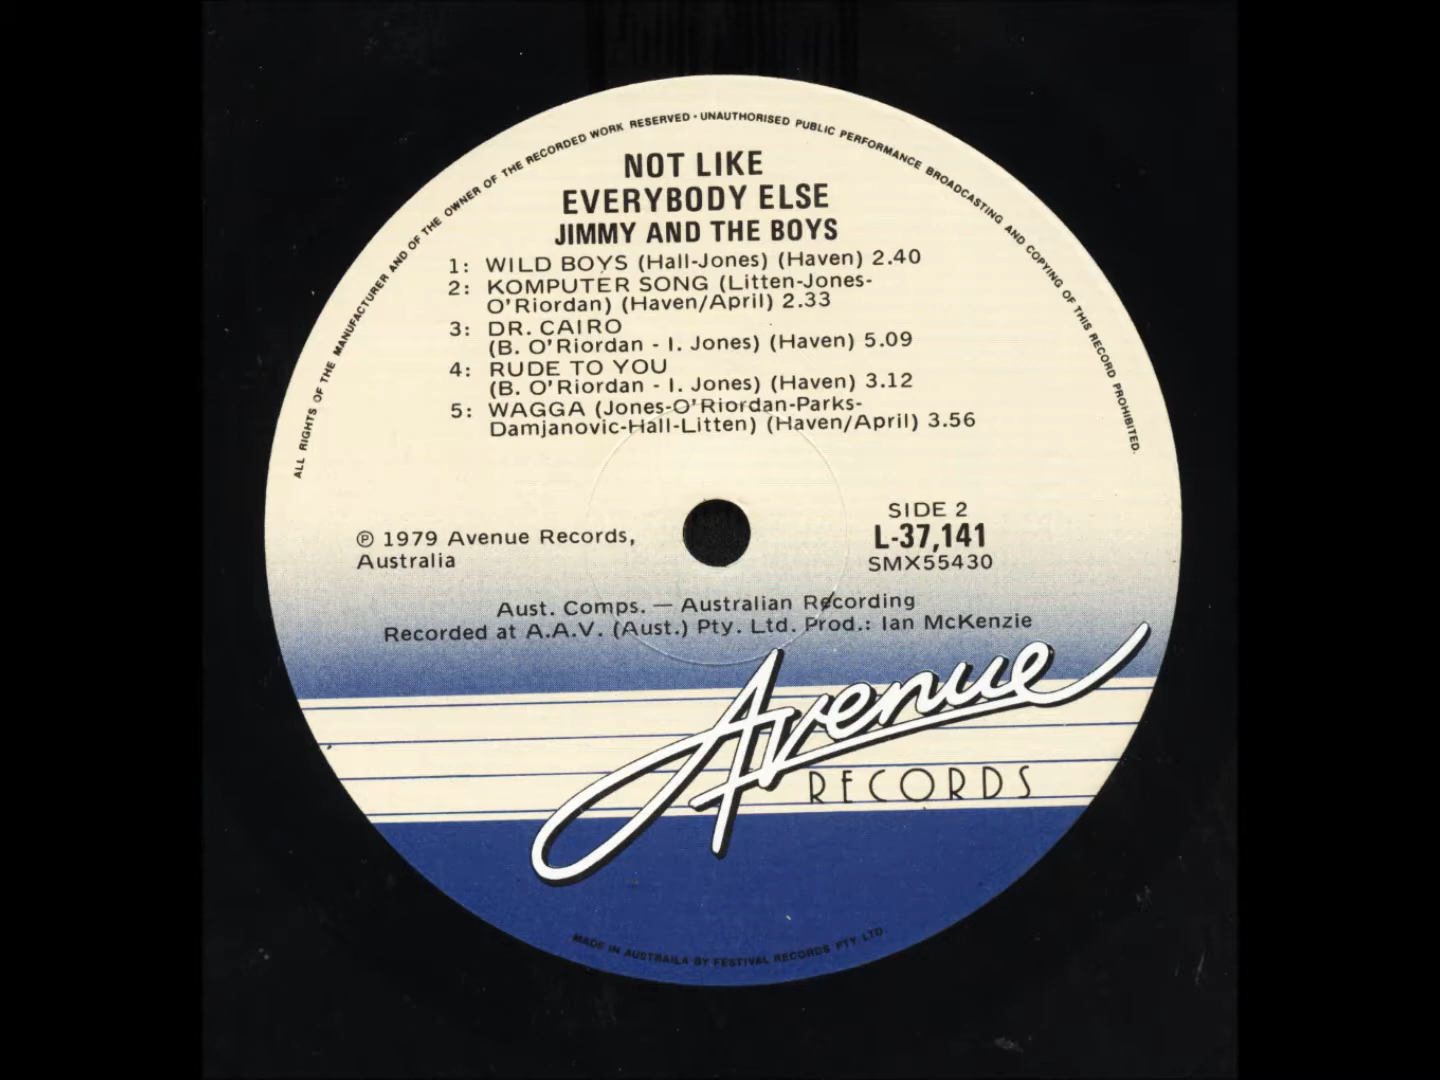 ALL RIGHTS OF THE MANUFACTURER AND OF THE OWNER OF THE RECORDED WORK RESERVED · UNAUTHORISED PUBLIC PERFORMANCE BROADCASTING AND COPYING OF THIS RECORD PROHIBITED.
NOT LIKE
EVERYBODY ELSE
JIMMY AND THE BOYS
1: WILD BOYS (Hall-Jones) (Haven) 2.40
2: KOMPUTER SONG (Litten-Jones-
O'Riordan) (Haven/April) 2.33
3: DR. CAIRO
(B. O'Riordan - I. Jones) (Haven) 5.09
4: RUDE TO YOU
(B. O'Riordan - I. Jones) (Haven) 3.12
5: WAGGA (Jones-O'Riordan-Parks-
Damjanovic-Hall-Litten) (Haven/April) 3.56
℗ 1979 Avenue Records,
Australia
SIDE 2
L-37,141
SMX55430
Aust. Comps. — Australian Recording
Recorded at A.A.V. (Aust.) Pty. Ltd. Prod.: Ian McKenzie
Avenue
RECORDS
MADE IN AUSTRAILA BY FESTIVAL RECORDS PTY. LTD.